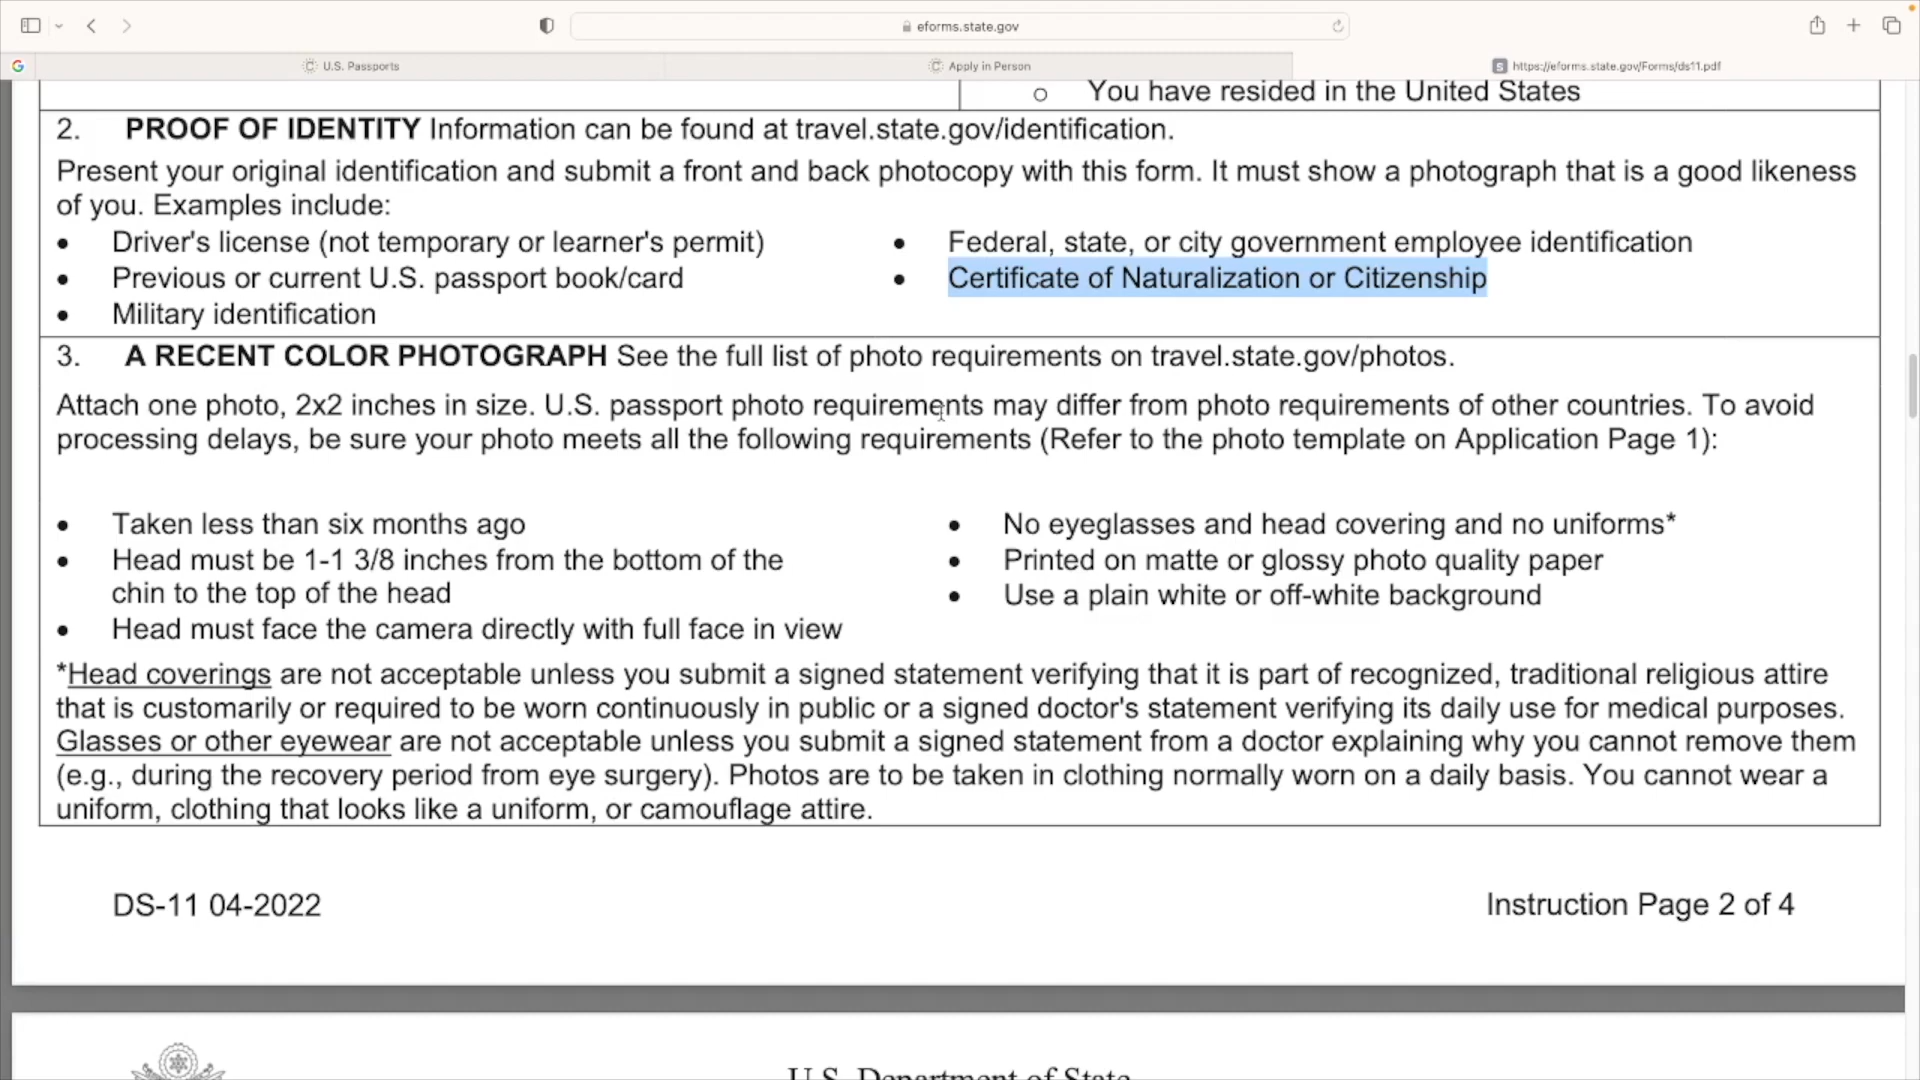 eforms.state.gov
U.S. Passports
Apply in Person
S https://eforms.state.gov/Forms/ds11.pdf
o You have resided in the United States
2. PROOF OF IDENTITY Information can be found at travel.state.gov/identification.
Present your original identification and submit a front and back photocopy with this form. It must show a photograph that is a good likeness
of you. Examples include:
• Driver's license (not temporary or learner's permit)
• Previous or current U.S. passport book/card
• Military identification
• Federal, state, or city government employee identification
• Certificate of Naturalization or Citizenship
3. A RECENT COLOR PHOTOGRAPH See the full list of photo requirements on travel.state.gov/photos.
Attach one photo, 2x2 inches in size. U.S. passport photo requirements may differ from photo requirements of other countries. To avoid
processing delays, be sure your photo meets all the following requirements (Refer to the photo template on Application Page 1):
• Taken less than six months ago
• Head must be 1-1 3/8 inches from the bottom of the
chin to the top of the head
• Head must face the camera directly with full face in view
• No eyeglasses and head covering and no uniforms*
• Printed on matte or glossy photo quality paper
• Use a plain white or off-white background
*Head coverings are not acceptable unless you submit a signed statement verifying that it is part of recognized, traditional religious attire
that is customarily or required to be worn continuously in public or a signed doctor's statement verifying its daily use for medical purposes.
Glasses or other eyewear are not acceptable unless you submit a signed statement from a doctor explaining why you cannot remove them
(e.g., during the recovery period from eye surgery). Photos are to be taken in clothing normally worn on a daily basis. You cannot wear a
uniform, clothing that looks like a uniform, or camouflage attire.
DS-11 04-2022
Instruction Page 2 of 4
U.S. Department of State